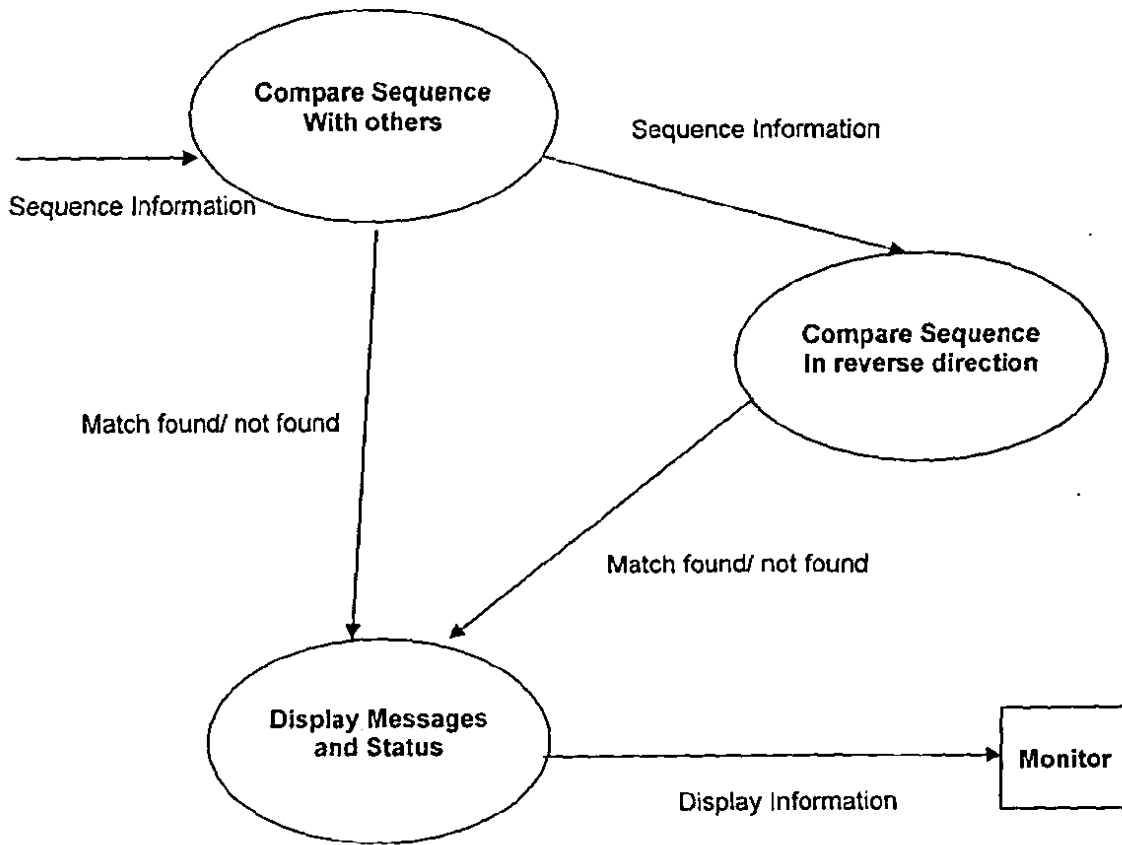 Compare Sequence
With others
Sequence Information
Sequence Information
Compare Sequence
In reverse direction
Match found/ not found
Match found/ not found
Display Messages
and Status
Monitor
Display Information